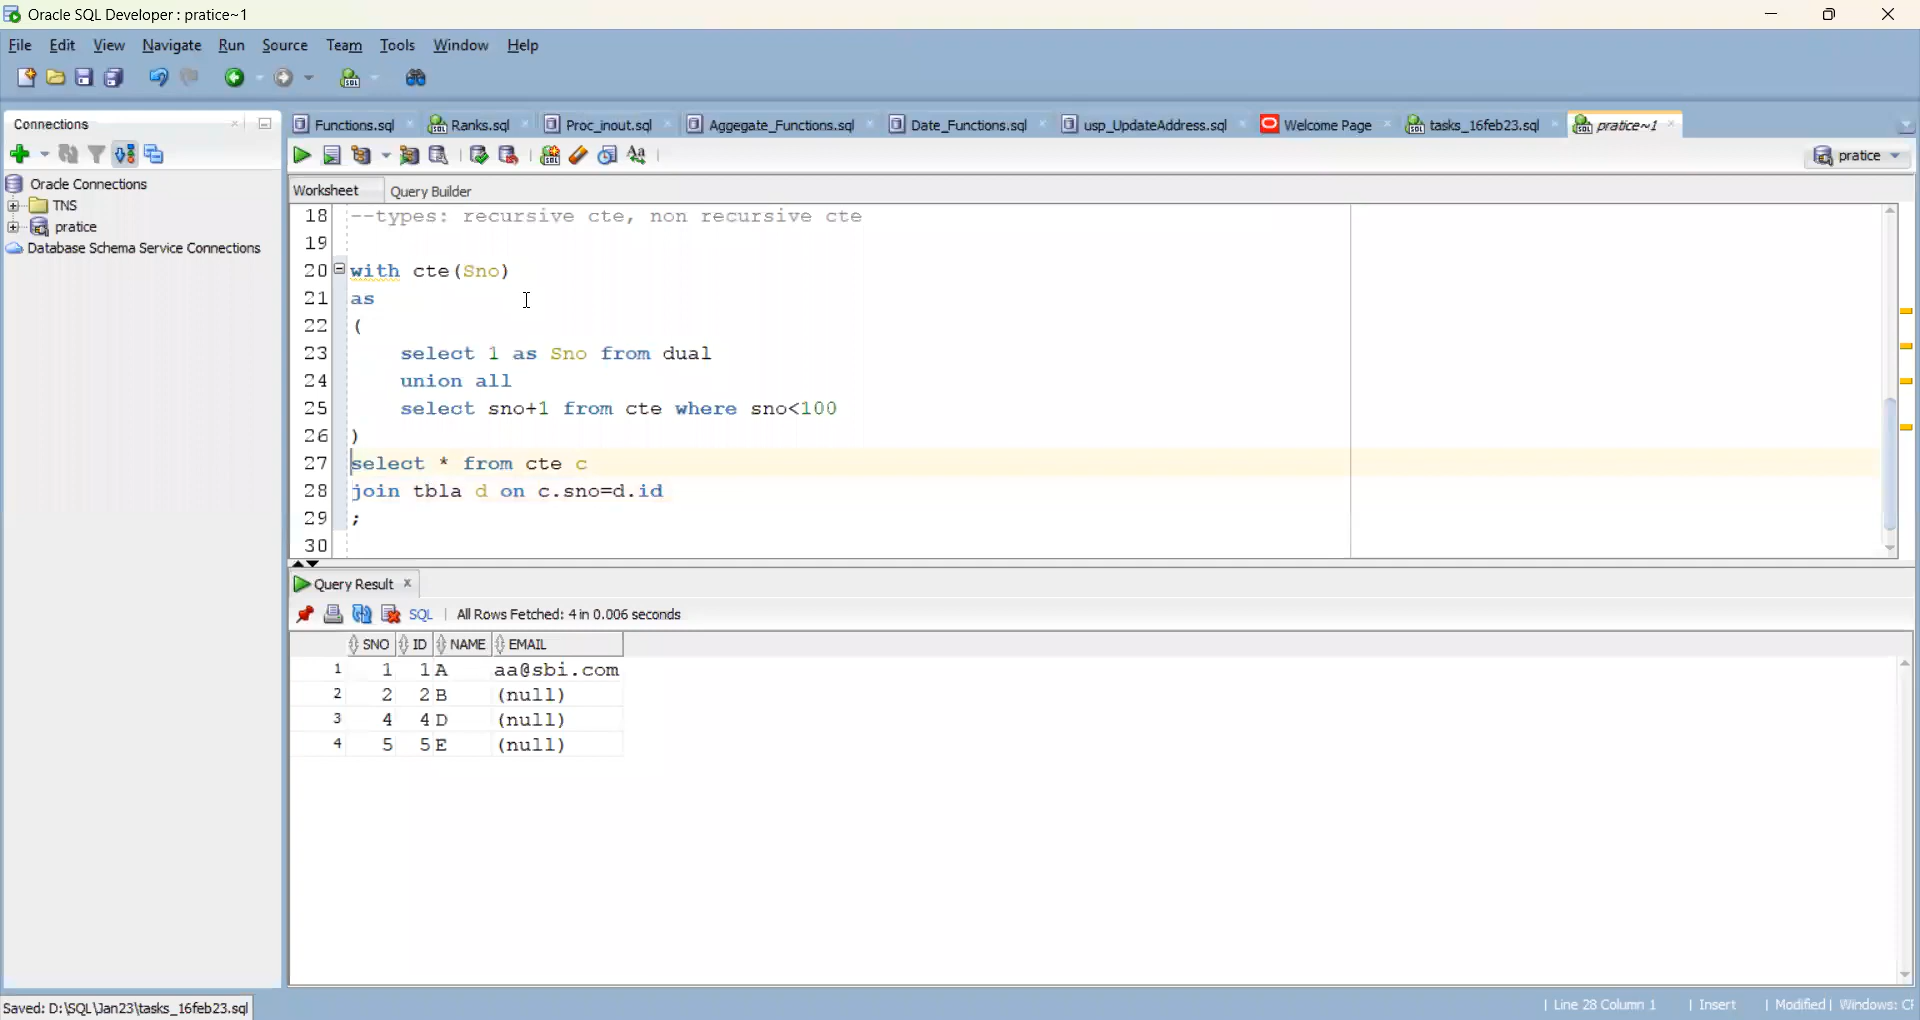 Oracle SQL Developer : pratice~1
File Edit View Navigate Run Source Team Tools Window Help
Connections
Functions.sql Ranks.sql Proc_inout.sql Aggegate_Functions.sql Date_Functions.sql usp_UpdateAddress.sql Welcome Page tasks_16feb23.sql pratice~1
pratice
Oracle Connections
TNS
pratice
Database Schema Service Connections
Worksheet Query Builder
18 --types: recursive cte, non recursive cte
19
20 with cte(Sno)
21 as
22 (
23 select 1 as Sno from dual
24 union all
25 select sno+1 from cte where sno<100
26 )
27 select * from cte c
28 join tbla d on c.sno=d.id
29 ;
30
Query Result
SQL All Rows Fetched: 4 in 0.006 seconds
SNO ID NAME EMAIL
1 1 1 A aa@sbi.com
2 2 2 B (null)
3 4 4 D (null)
4 5 5 E (null)
Saved: D:\SQL\Jan23\tasks_16feb23.sql
Line 28 Column 1 Insert Modified Windows: C